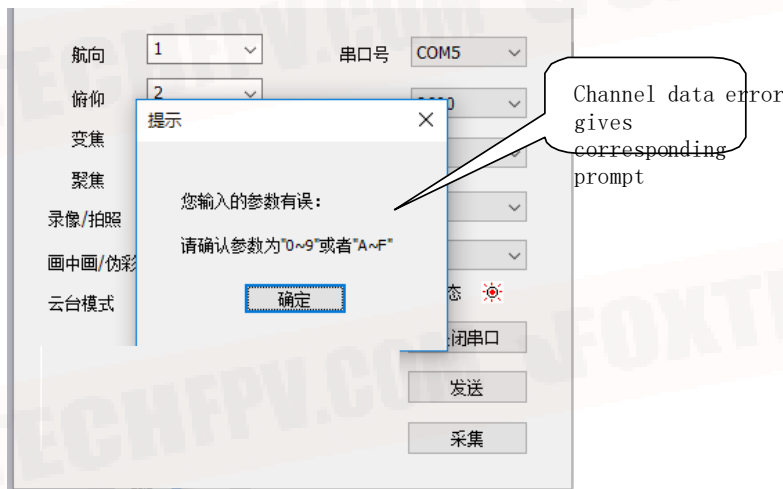 航向
1
串口号
COM5
俯仰
2
变焦
聚焦
录像/拍照
画中画/伪彩
云台模式
提示
您输入的参数有误：
请确认参数为"0~9"或者"A~F"
确定
态
闭串口
发送
采集
Channel data error
gives
corresponding
prompt